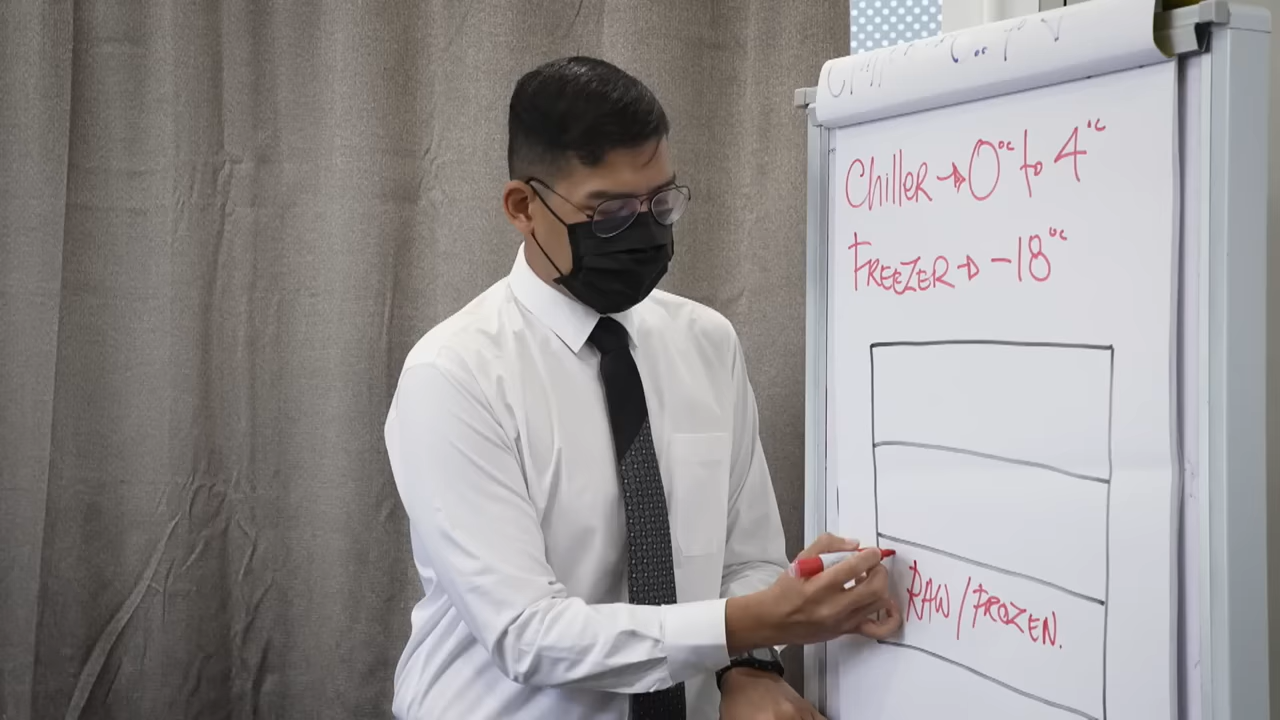 Chiller → 0°c to 4°c
FREEZER → -18°c
RAW / FROZEN.